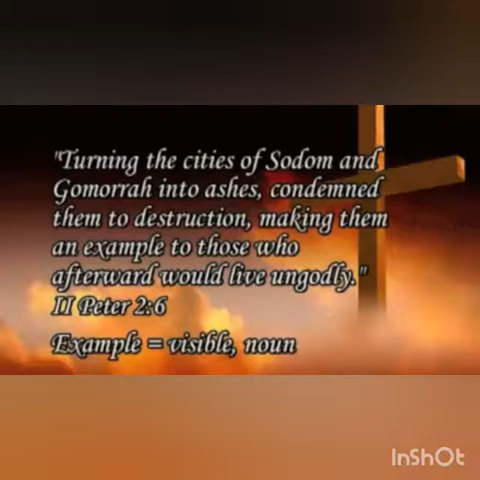 "Turning the cities of Sodom and
Gomorrah into ashes, condemned
them to destruction, making them
an example to those who
afterward would live ungodly."
II Peter 2:6
Example = visible, noun
InShOt